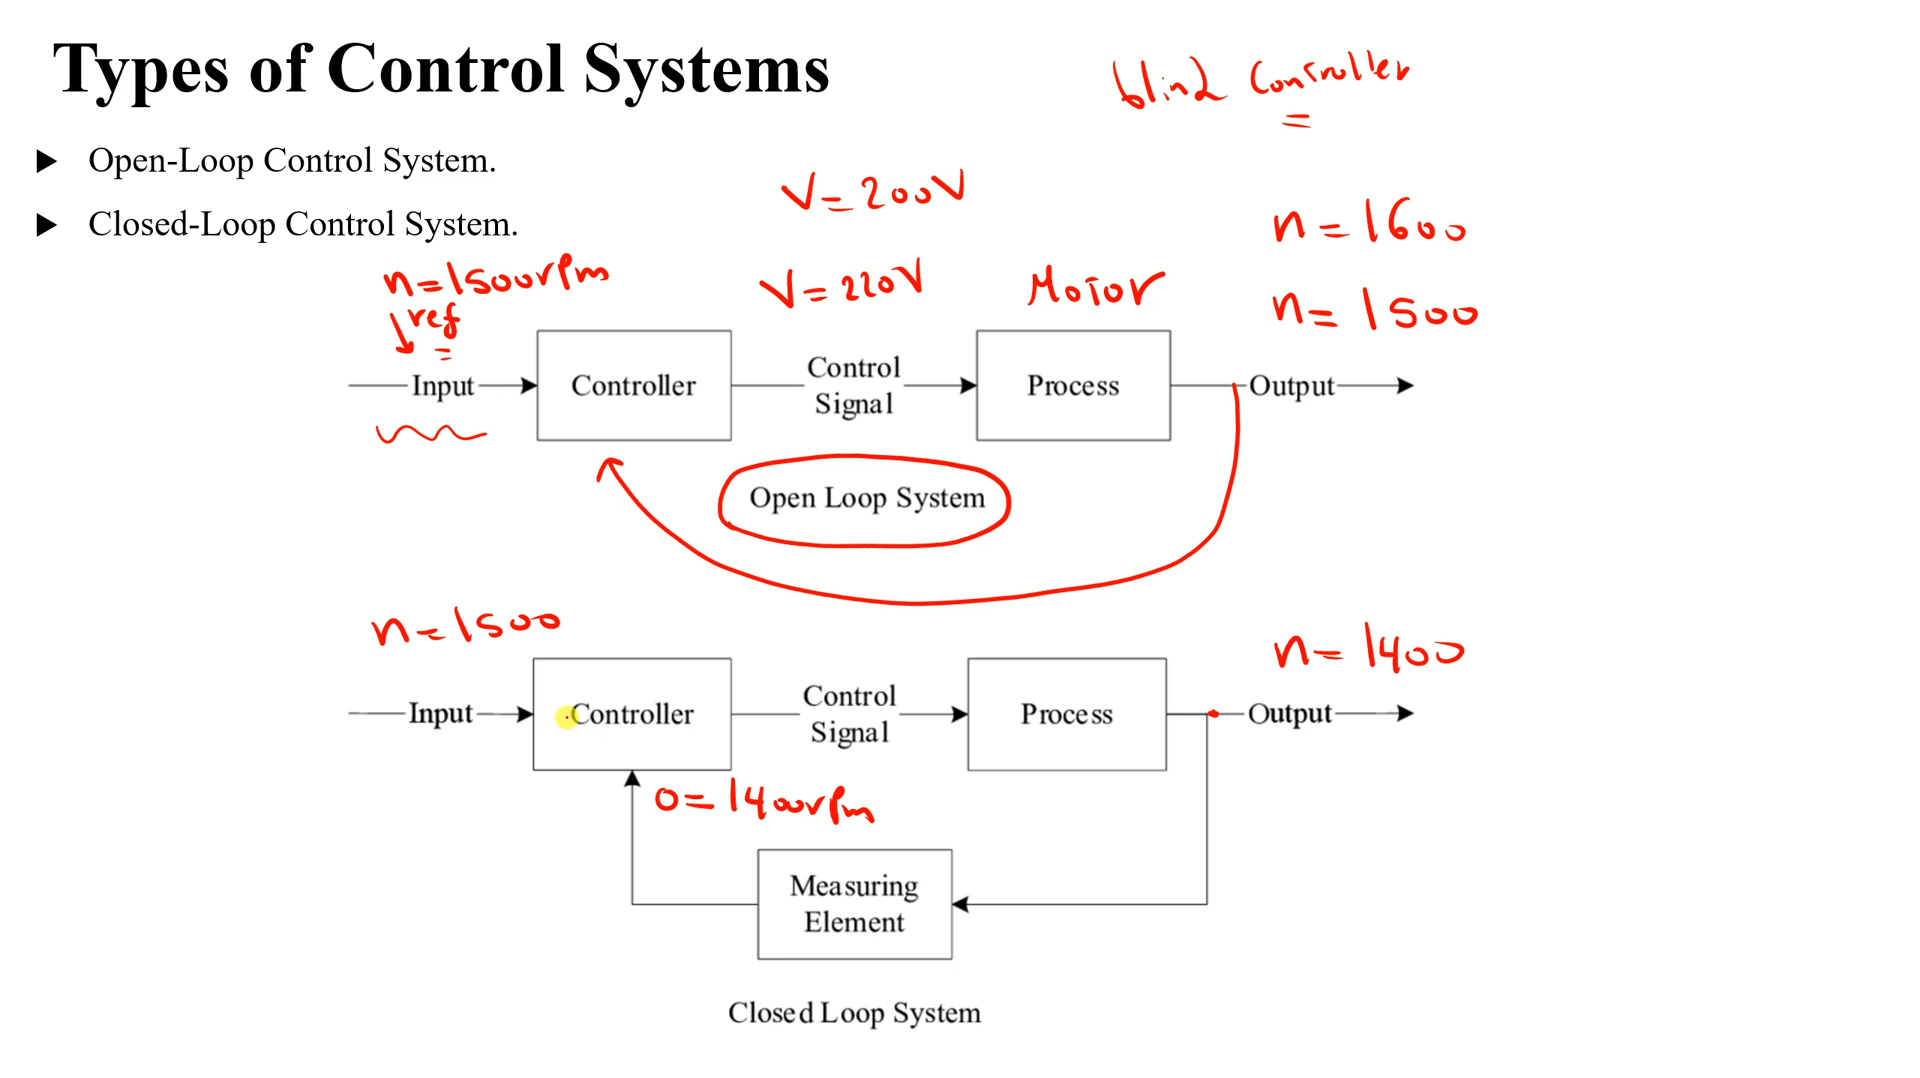 Types of Control Systems
blind Controller
Open-Loop Control System.
Closed-Loop Control System.
V=200V
n=1600
n=1500rpm
V=220V
Motor
n=1500
ref
Input
Controller
Control
Signal
Process
Output
Open Loop System
n=1500
n=1400
Input
Controller
Control
Signal
Process
Output
o=1400rpm
Measuring
Element
Closed Loop System